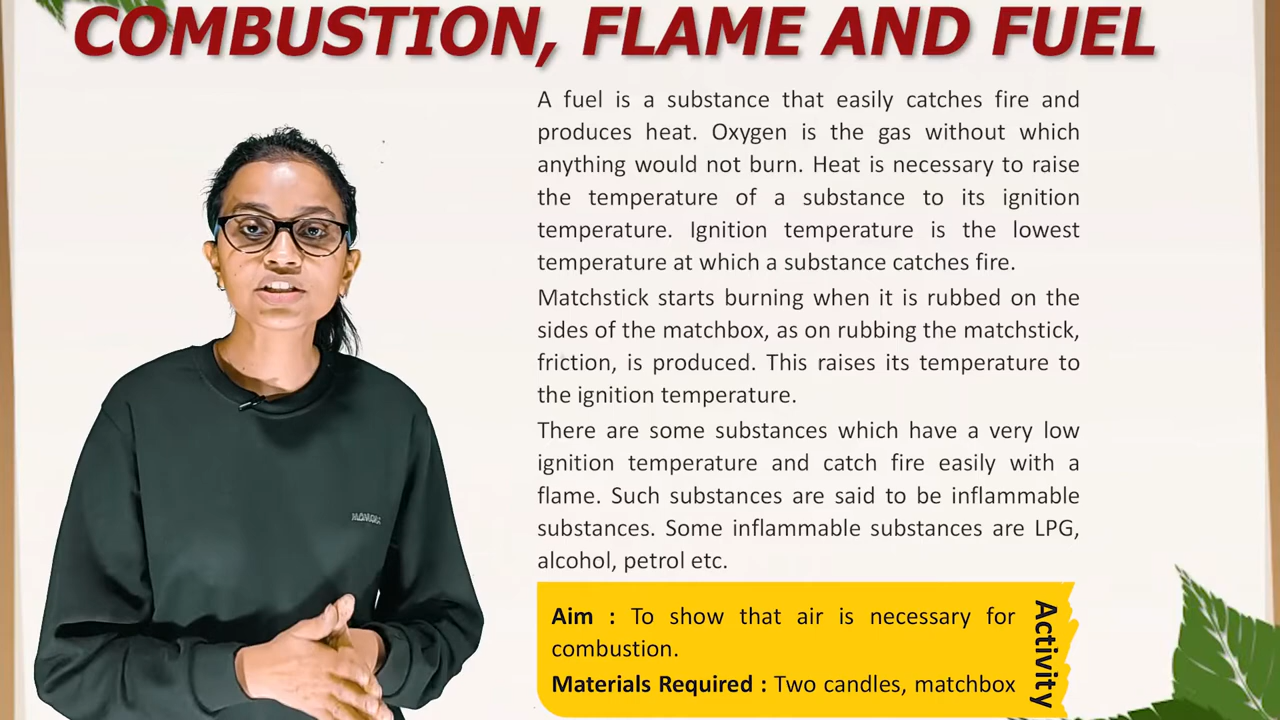 COMBUSTION, FLAME AND FUEL
A fuel is a substance that easily catches fire and
produces heat. Oxygen is the gas without which
anything would not burn. Heat is necessary to raise
the temperature of a substance to its ignition
temperature. Ignition temperature is the lowest
temperature at which a substance catches fire.
Matchstick starts burning when it is rubbed on the
sides of the matchbox, as on rubbing the matchstick,
friction, is produced. This raises its temperature to
the ignition temperature.
There are some substances which have a very low
ignition temperature and catch fire easily with a
flame. Such substances are said to be inflammable
substances. Some inflammable substances are LPG,
alcohol, petrol etc.
Aim : To show that air is necessary for
combustion.
Materials Required : Two candles, matchbox
Activity